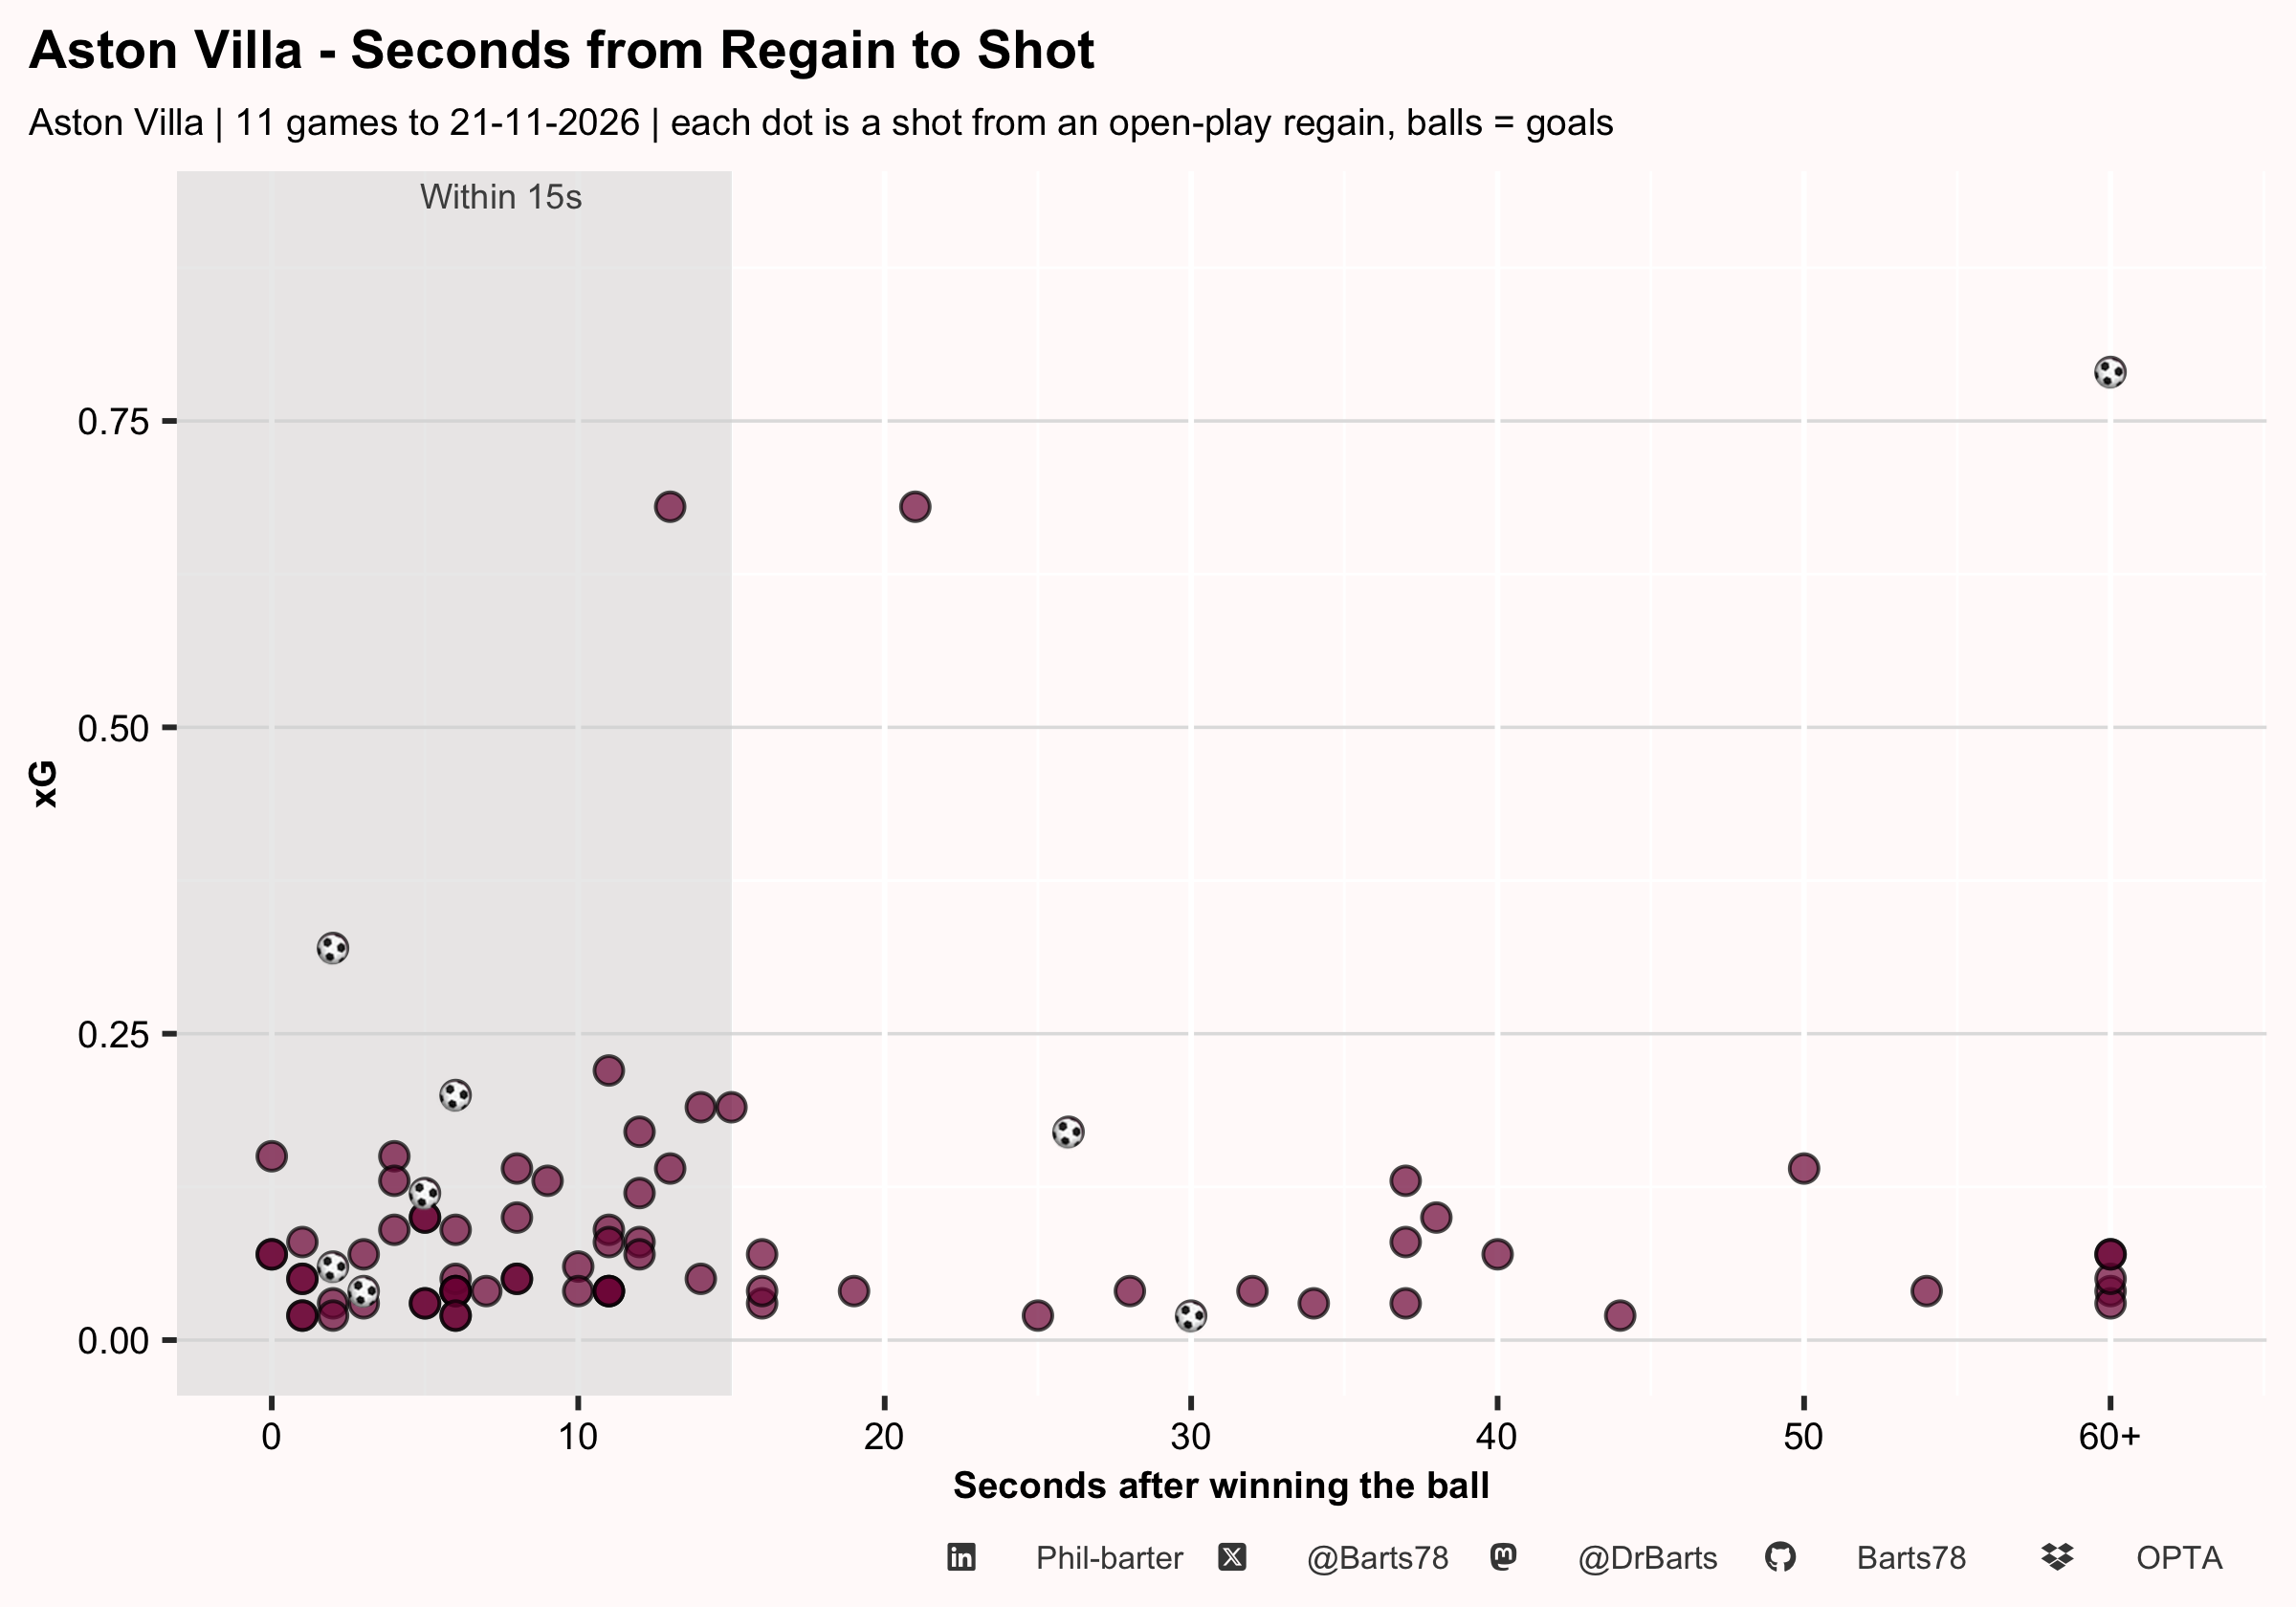 Aston Villa - Seconds from Regain to Shot
Aston Villa | 11 games to 21-11-2026 | each dot is a shot from an open-play regain, balls = goals
Within 15s
0.75
0.50
0.25
0.00
xG
0 10 20 30 40 50 60+
Seconds after winning the ball
Phil-barter @Barts78 @DrBarts Barts78 OPTA